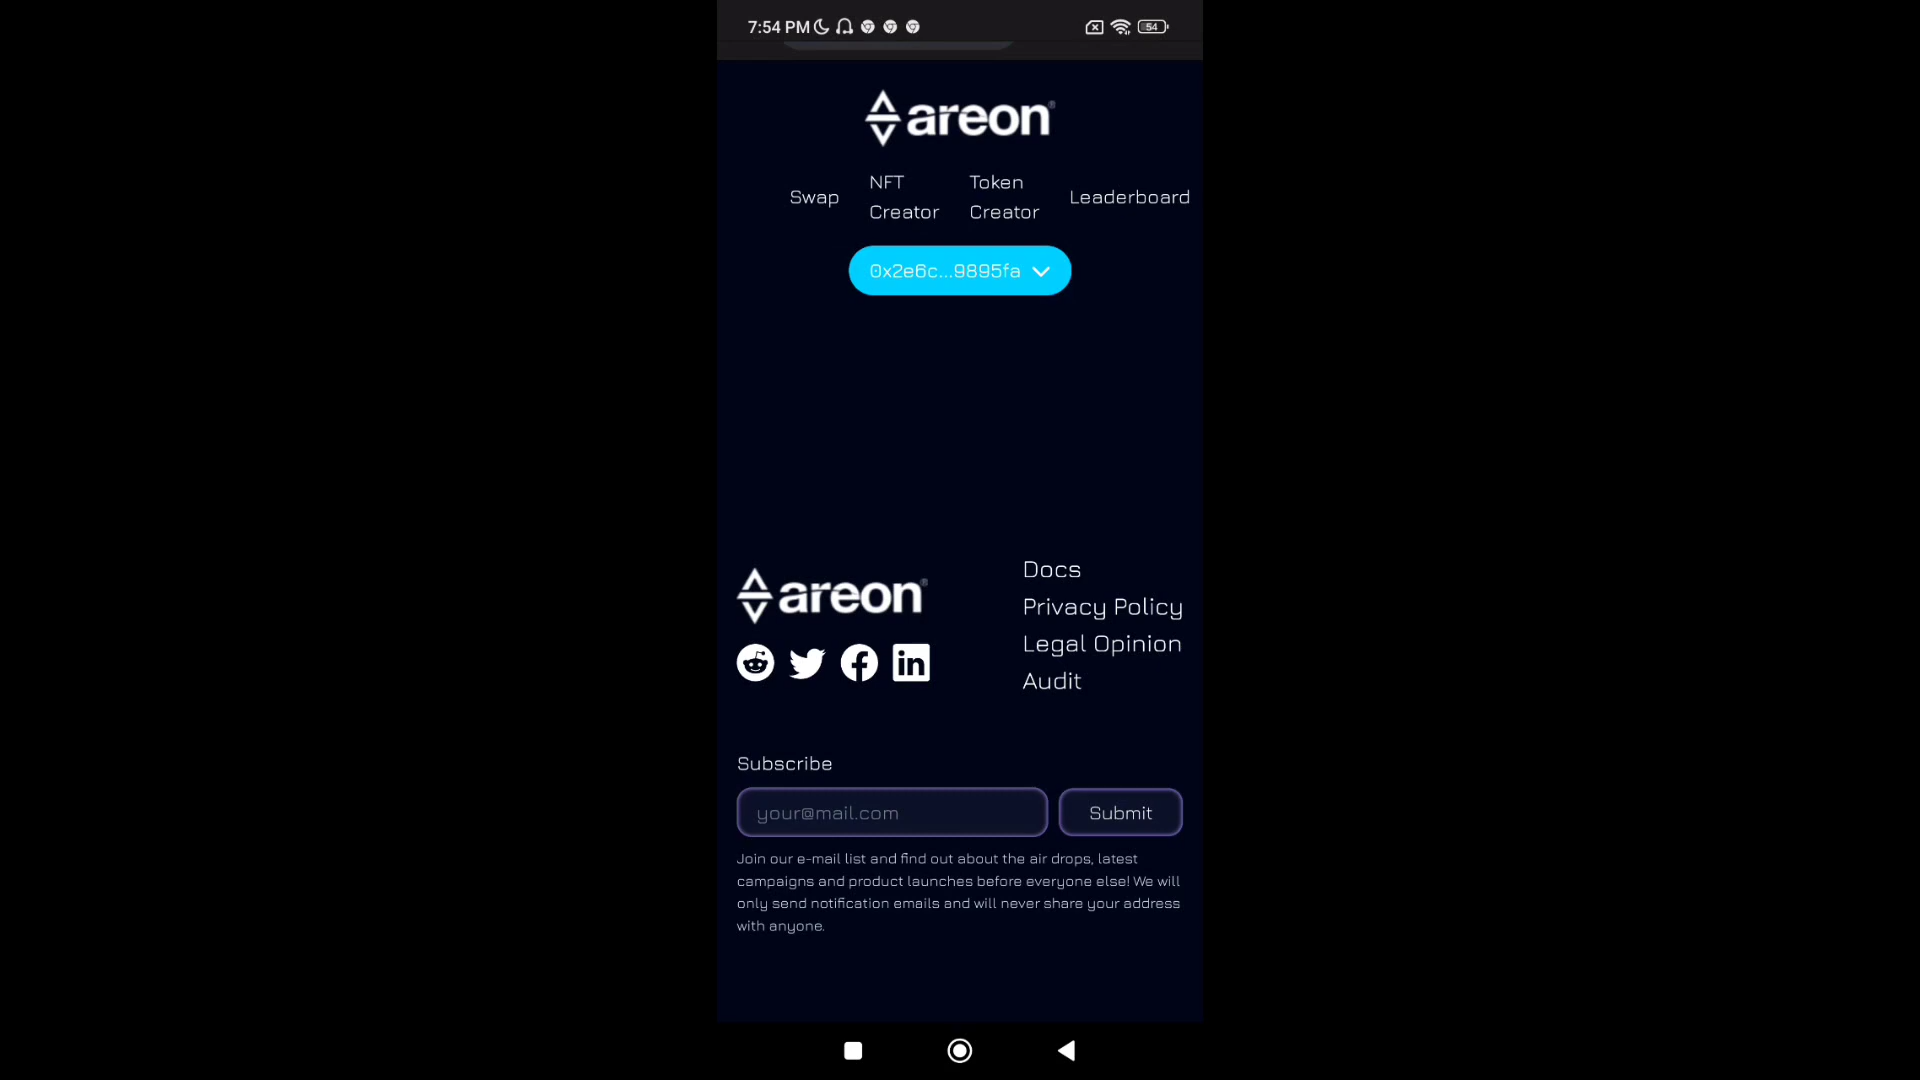 7:54 PM
54
areon
Swap
NFT Creator
Token Creator
Leaderboard
0x2e6c...9895fa
areon
Docs
Privacy Policy
Legal Opinion
Audit
Subscribe
your@mail.com
Submit
Join our e-mail list and find out about the air drops, latest
campaigns and product launches before everyone else! We will
only send notification emails and will never share your address
with anyone.